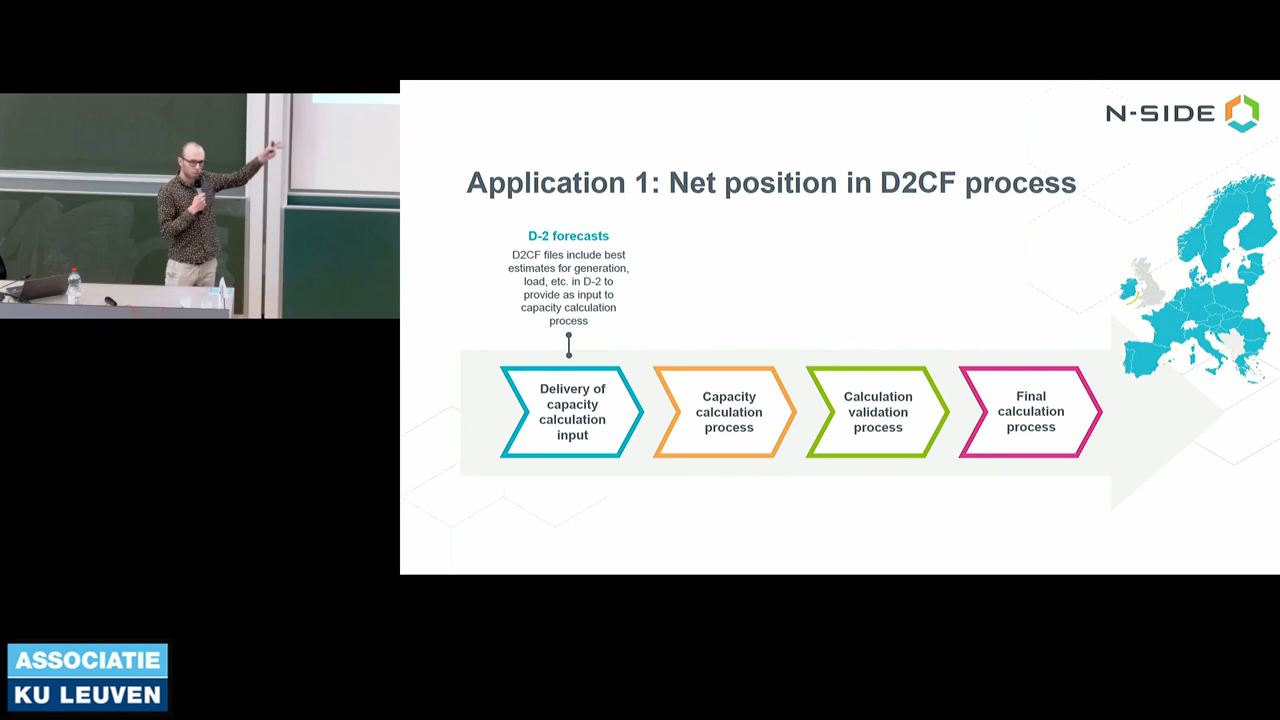 N-SIDE
Application 1: Net position in D2CF process
D-2 forecasts
D2CF files include best
estimates for generation,
load, etc. in D-2 to
provide as input to
capacity calculation
process
Delivery of
capacity
calculation
input
Capacity
calculation
process
Calculation
validation
process
Final
calculation
process
ASSOCIATIE
KU LEUVEN